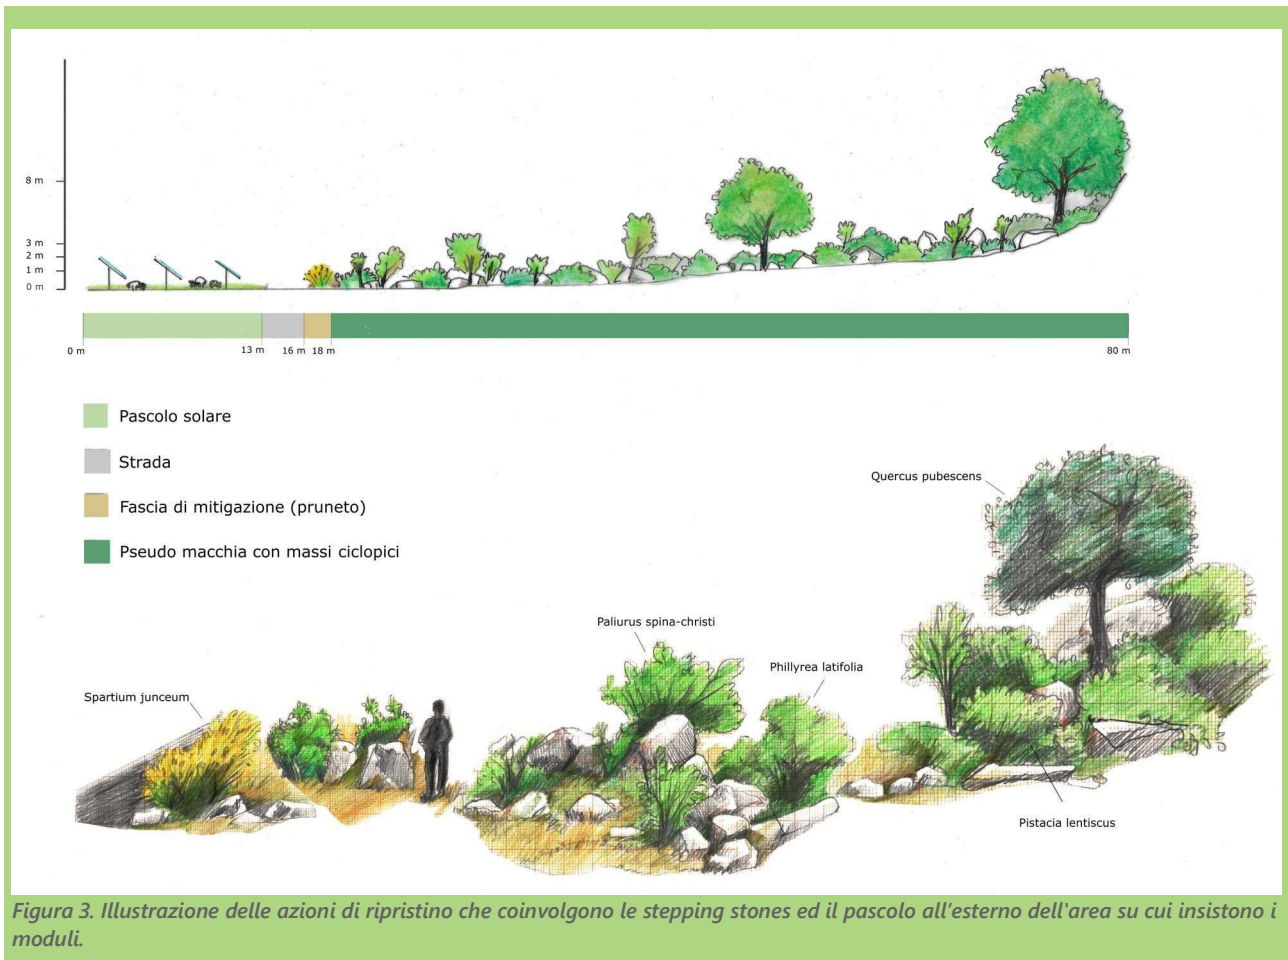 8 m
3 m
2 m
1 m
0 m
0 m
13 m
16 m
18 m
80 m
Pascolo solare
Strada
Fascia di mitigazione (pruneto)
Pseudo macchia con massi ciclopici
Quercus pubescens
Paliurus spina-christi
Phillyrea latifolia
Spartium junceum
Pistacia lentiscus
Figura 3. Illustrazione delle azioni di ripristino che coinvolgono le stepping stones ed il pascolo all'esterno dell'area su cui insistono i
moduli.